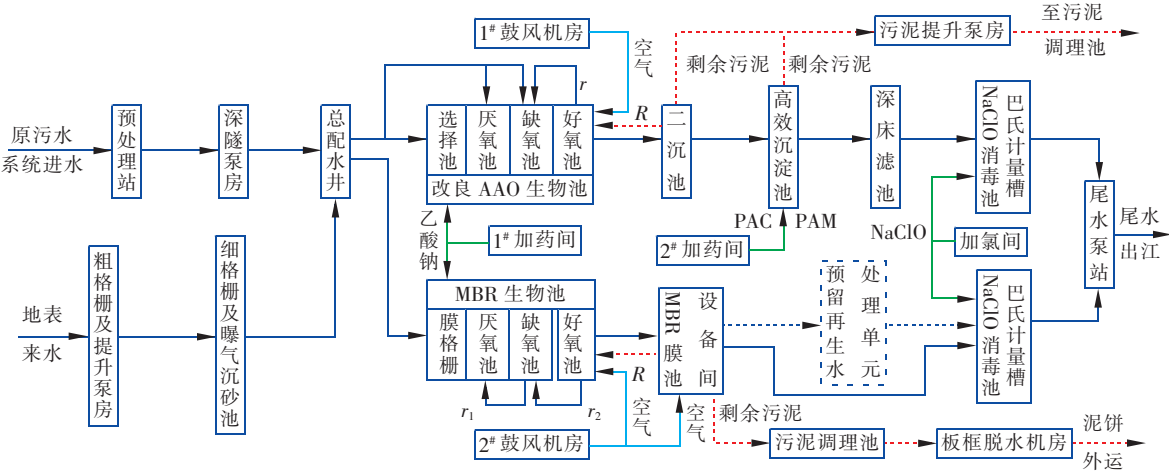 1#鼓风机房
空气
污泥提升泵房
至污泥
调理池
剩余污泥
剩余污泥
r
R
原污水
系统进水
预处理站
深隧泵房
总配水井
选择池
厌氧池
缺氧池
好氧池
改良AAO生物池
二沉池
高效沉淀池
深床滤池
巴氏计量槽
NaClO消毒池
乙酸钠
1#加药间
PAC
PAM
2#加药间
NaClO
加氯间
尾水泵站
尾水
出江
地表
来水
粗格栅及提升泵房
细格栅及曝气沉砂池
MBR生物池
膜格栅
厌氧池
缺氧池
好氧池
MBR膜池
设备间
预留再生水
处理单元
巴氏计量槽
NaClO消毒池
r1
r2
R
空气
空气
2#鼓风机房
剩余污泥
污泥调理池
板框脱水机房
泥饼
外运